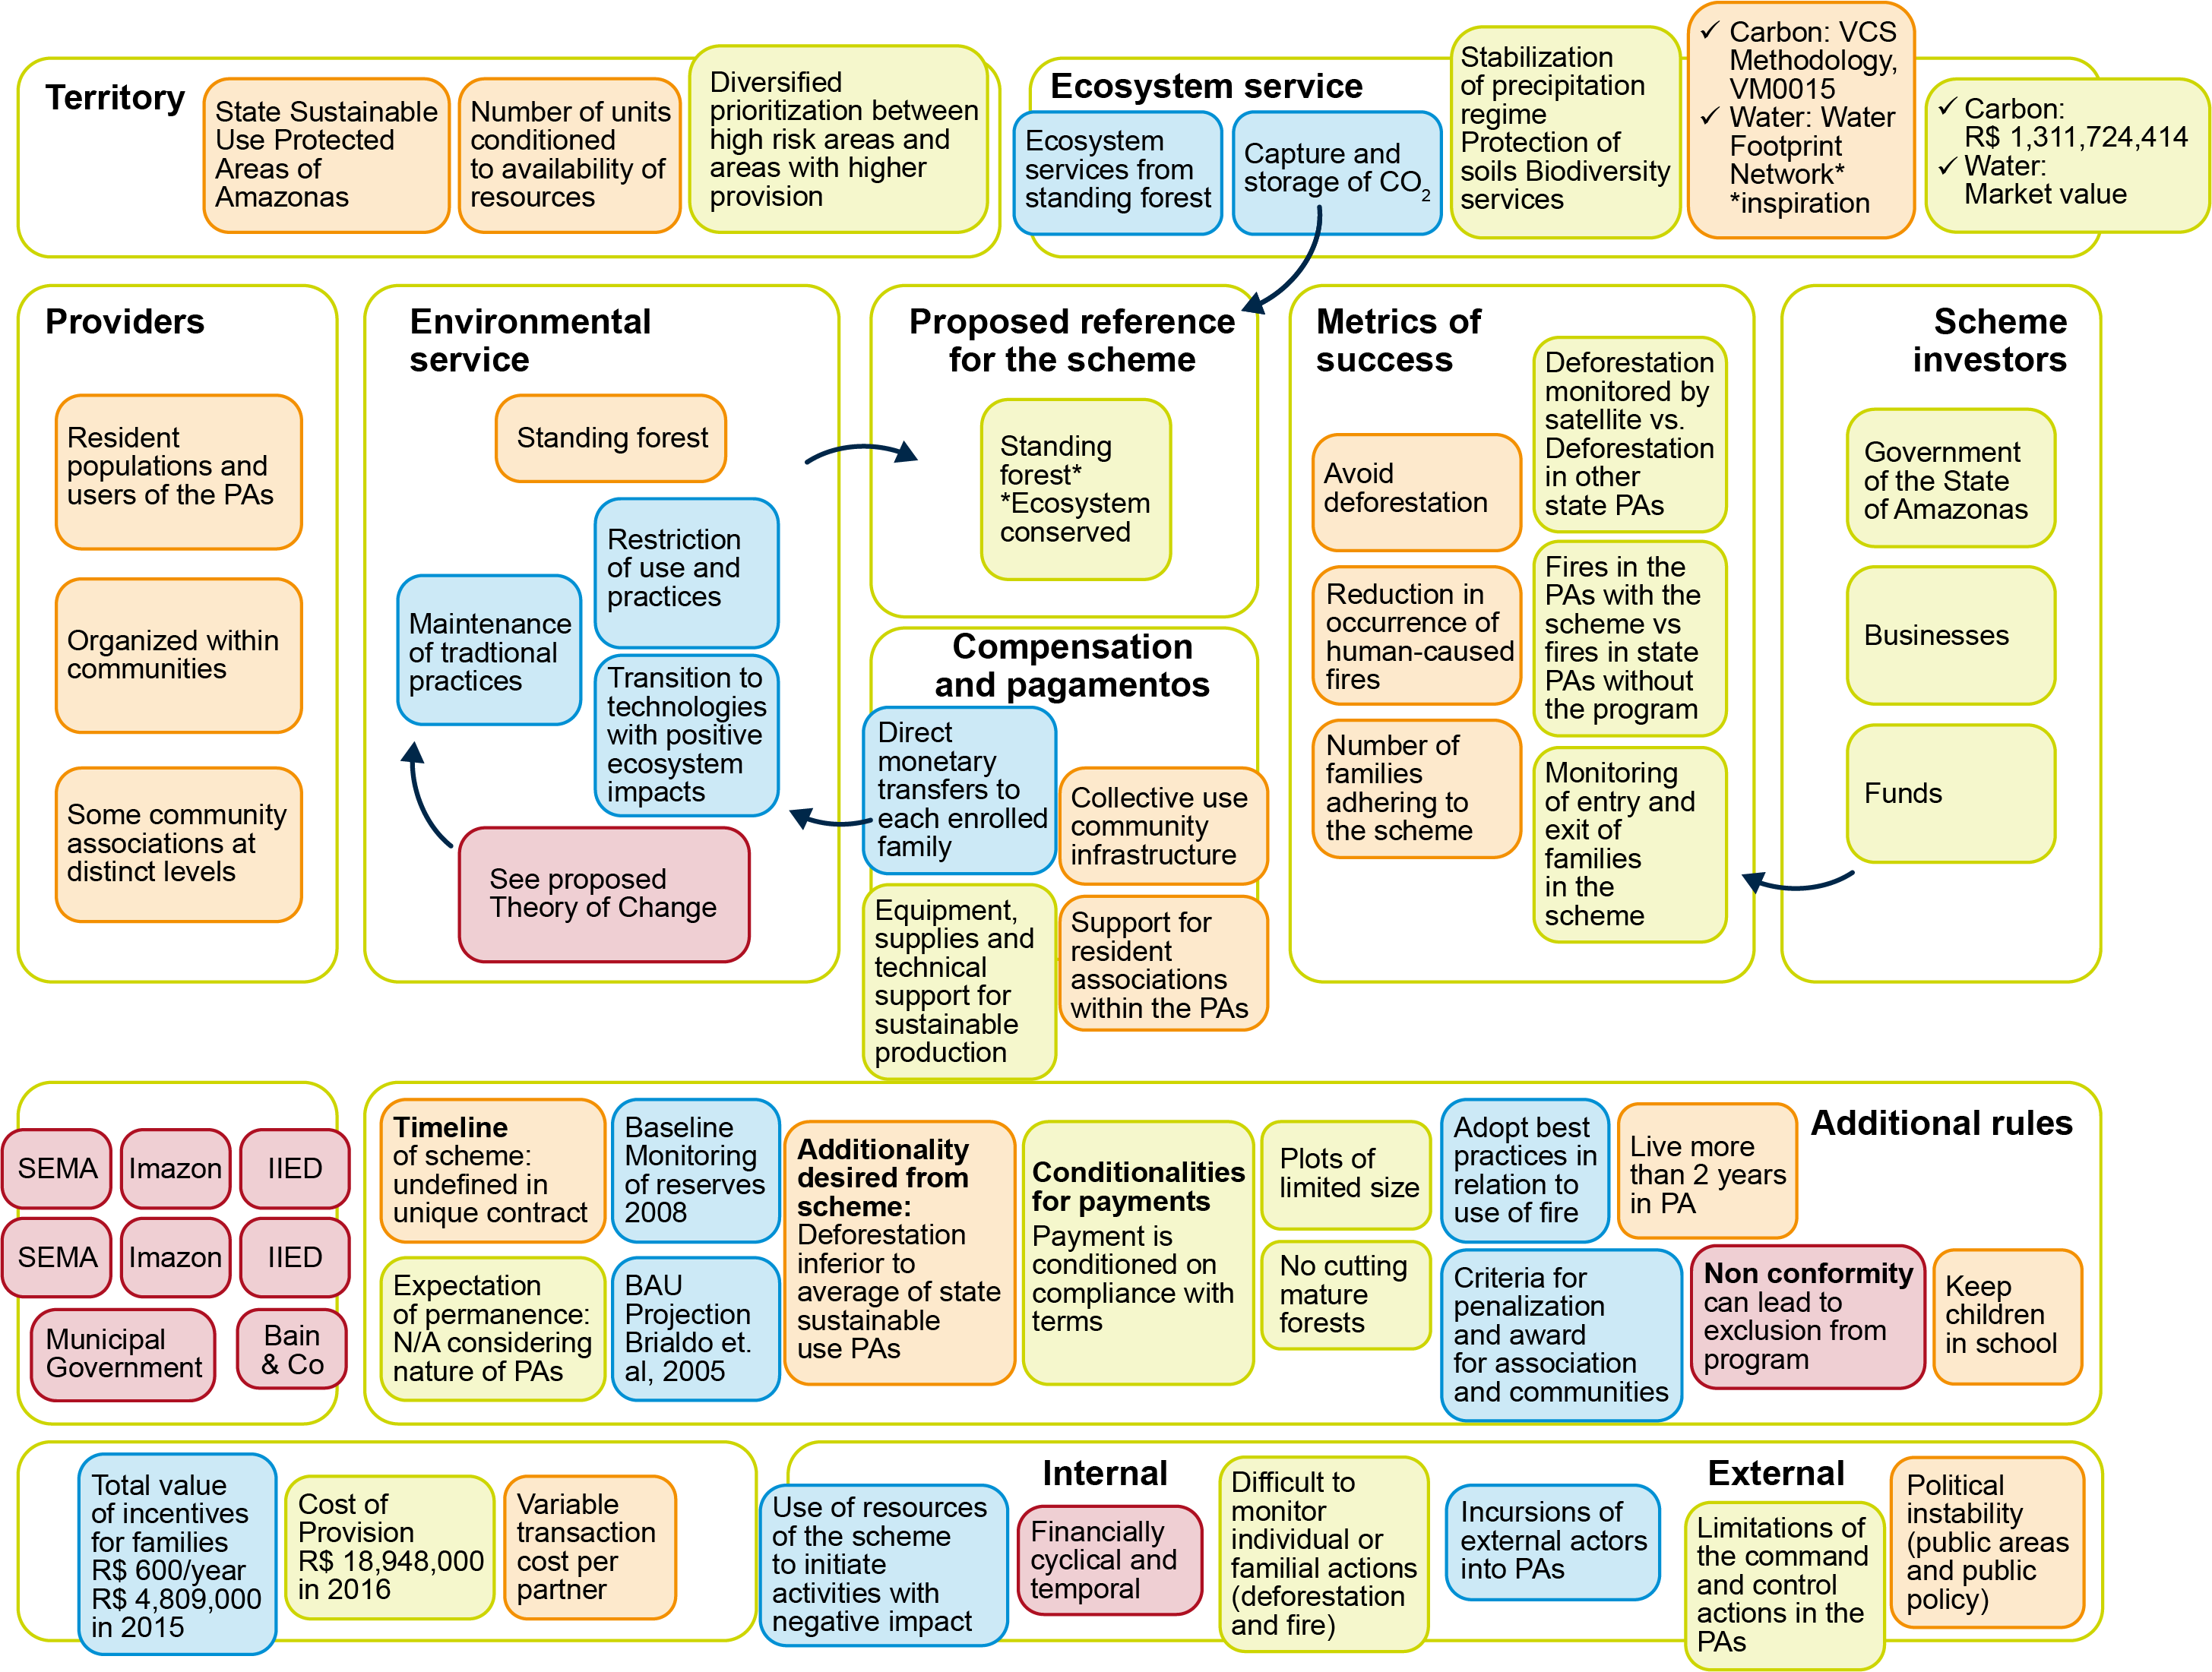 Territory
State Sustainable
Use Protected
Areas of
Amazonas
Number of units
conditioned
to availability of
resources
Diversified
prioritization between
high risk areas and
areas with higher
provision
Ecosystem service
Ecosystem
services from
standing forest
Capture and
storage of CO2
Stabilization
of precipitation
regime
Protection of
soils Biodiversity
services
✓ Carbon: VCS
Methodology,
VM0015
✓ Water: Water
Footprint
Network*
*inspiration
✓ Carbon:
R$ 1,311,724,414
✓ Water:
Market value
Providers
Resident
populations and
users of the PAs
Organized within
communities
Some community
associations at
distinct levels
Environmental
service
Standing forest
Restriction
of use and
practices
Maintenance
of tradtional
practices
Transition to
technologies
with positive
ecosystem
impacts
See proposed
Theory of Change
Proposed reference
for the scheme
Standing
forest*
*Ecosystem
conserved
Compensation
and pagamentos
Direct
monetary
transfers to
each enrolled
family
Collective use
community
infrastructure
Equipment,
supplies and
technical
support for
sustainable
production
Support for
resident
associations
within the PAs
Metrics of
success
Avoid
deforestation
Reduction in
occurrence of
human-caused
fires
Number of
families
adhering to
the scheme
Deforestation
monitored by
satellite vs.
Deforestation
in other
state PAs
Fires in the
PAs with the
scheme vs
fires in state
PAs without
the program
Monitoring
of entry and
exit of
families
in the
scheme
Scheme
investors
Government
of the State
of Amazonas
Businesses
Funds
SEMA
Imazon
IIED
SEMA
Imazon
IIED
Municipal
Government
Bain
& Co
Timeline
of scheme:
undefined in
unique contract
Expectation
of permanence:
N/A considering
nature of PAs
Baseline
Monitoring
of reserves
2008
BAU
Projection
Brialdo et.
al, 2005
Additionality
desired from
scheme:
Deforestation
inferior to
average of state
sustainable
use PAs
Conditionalities
for payments
Payment is
conditioned on
compliance with
terms
Plots of
limited size
No cutting
mature
forests
Adopt best
practices in
relation to
use of fire
Live more
than 2 years
in PA
Additional rules
Criteria for
penalization
and award
for association
and communities
Non conformity
can lead to
exclusion from
program
Keep
children
in school
Total value
of incentives
for families
R$ 600/year
R$ 4,809,000
in 2015
Cost of
Provision
R$ 18,948,000
in 2016
Variable
transaction
cost per
partner
Internal
Use of resources
of the scheme
to initiate
activities with
negative impact
Financially
cyclical and
temporal
Difficult to
monitor
individual or
familial actions
(deforestation
and fire)
External
Incursions of
external actors
into PAs
Limitations of
the command
and control
actions in the
PAs
Political
instability
(public areas
and public
policy)